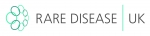 RARE DISEASE | UK